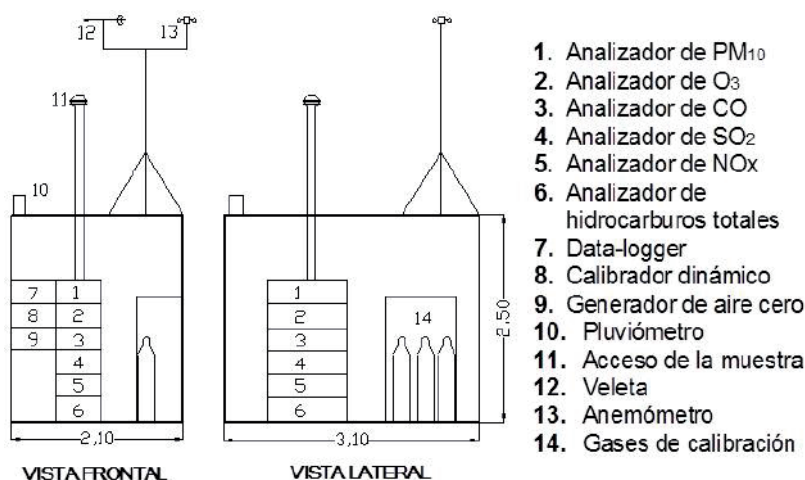 12
13
11
10
7 1
8 2
9 3
4
5
6
2,10
VISTA FRONTAL
1
2
3
4
5
6
14
2,50
3,10
VISTA LATERAL
1. Analizador de PM10
2. Analizador de O3
3. Analizador de CO
4. Analizador de SO2
5. Analizador de NOx
6. Analizador de
hidrocarburos totales
7. Data-logger
8. Calibrador dinámico
9. Generador de aire cero
10. Pluviómetro
11. Acceso de la muestra
12. Veleta
13. Anemómetro
14. Gases de calibración